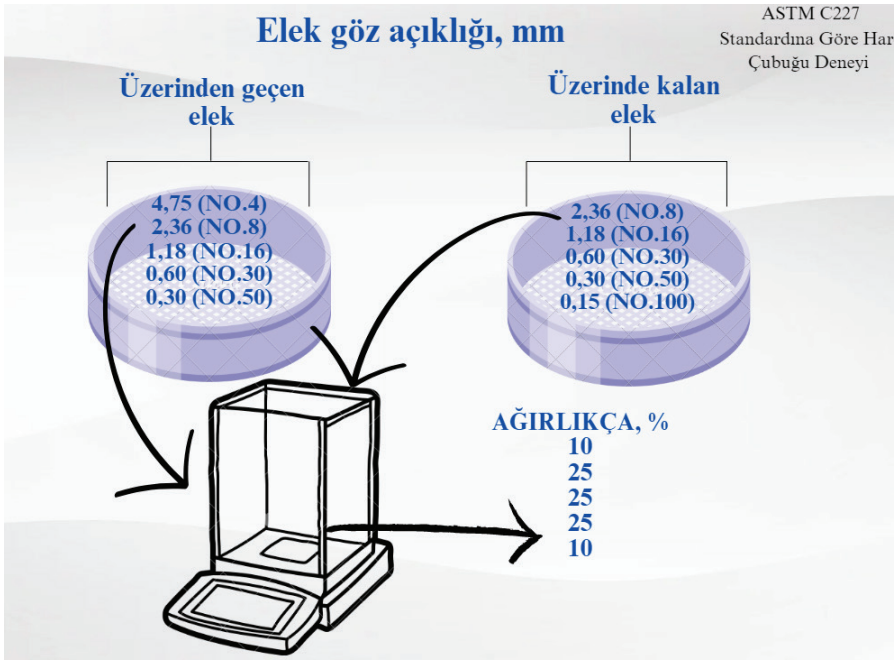 Elek göz açıklığı, mm
ASTM C227
Standardına Göre Har
Çubuğu Deneyi
Üzerinden geçen
elek
4,75 (NO.4)
2,36 (NO.8)
1,18 (NO.16)
0,60 (NO.30)
0,30 (NO.50)
Üzerinde kalan
elek
2,36 (NO.8)
1,18 (NO.16)
0,60 (NO.30)
0,30 (NO.50)
0,15 (NO.100)
AĞIRLIKÇA, %
10
25
25
25
10